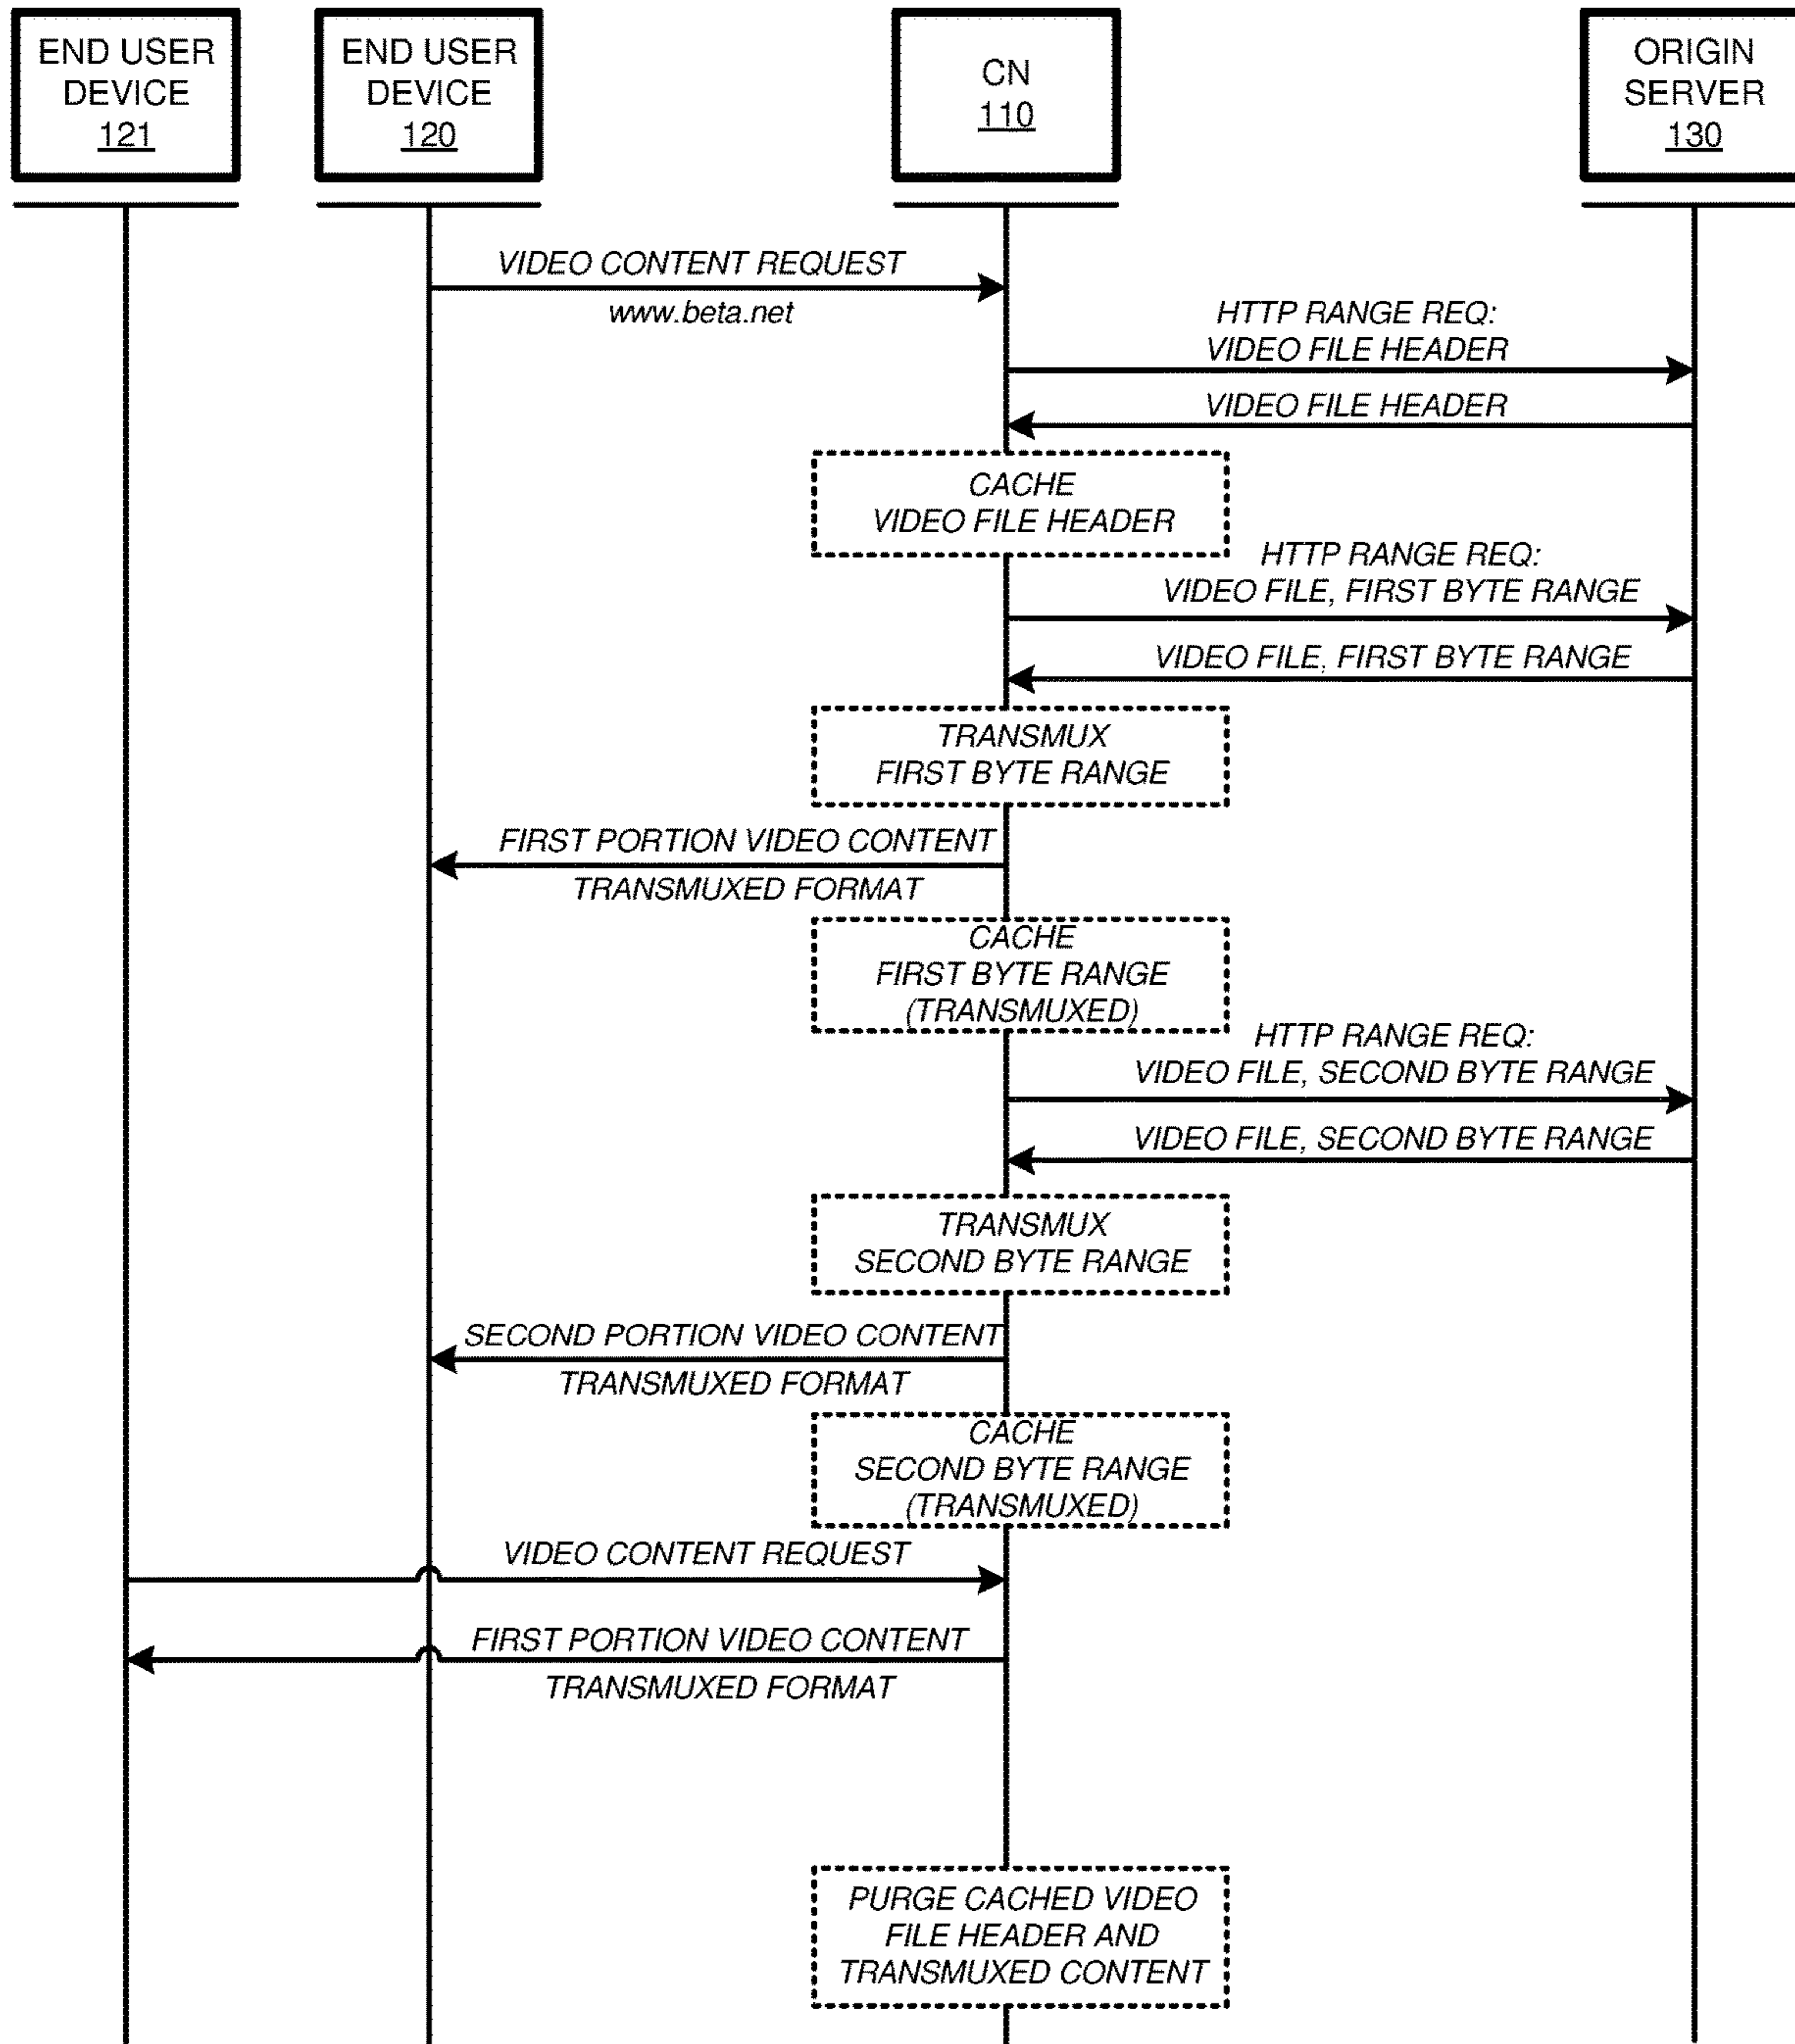 END USER
DEVICE
121
END USER
DEVICE
120
CN
110
ORIGIN
SERVER
130
VIDEO CONTENT REQUEST
www.beta.net
HTTP RANGE REQ:
VIDEO FILE HEADER
VIDEO FILE HEADER
CACHE
VIDEO FILE HEADER
HTTP RANGE REQ:
VIDEO FILE, FIRST BYTE RANGE
VIDEO FILE, FIRST BYTE RANGE
TRANSMUX
FIRST BYTE RANGE
FIRST PORTION VIDEO CONTENT
TRANSMUXED FORMAT
CACHE
FIRST BYTE RANGE
(TRANSMUXED)
HTTP RANGE REQ:
VIDEO FILE, SECOND BYTE RANGE
VIDEO FILE, SECOND BYTE RANGE
TRANSMUX
SECOND BYTE RANGE
SECOND PORTION VIDEO CONTENT
TRANSMUXED FORMAT
CACHE
SECOND BYTE RANGE
(TRANSMUXED)
VIDEO CONTENT REQUEST
FIRST PORTION VIDEO CONTENT
TRANSMUXED FORMAT
PURGE CACHED VIDEO
FILE HEADER AND
TRANSMUXED CONTENT